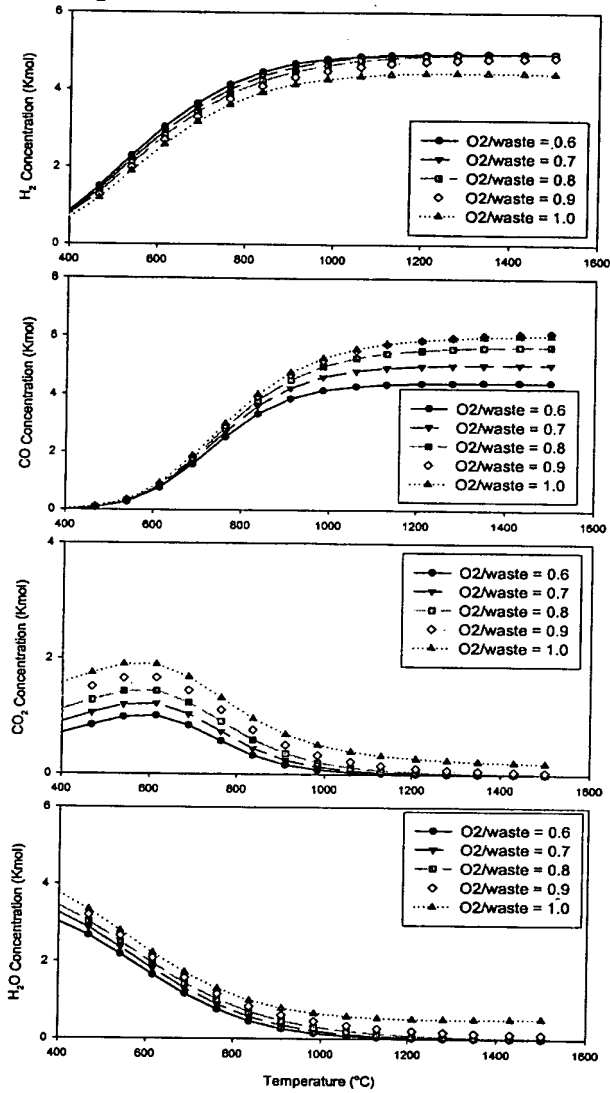 6
4
2
0
H₂ Concentration (Kmol)
O2/waste = 0.6
O2/waste = 0.7
O2/waste = 0.8
O2/waste = 0.9
O2/waste = 1.0
400 600 800 1000 1200 1400 1600
8
6
4
2
0
CO Concentration (Kmol)
O2/waste = 0.6
O2/waste = 0.7
O2/waste = 0.8
O2/waste = 0.9
O2/waste = 1.0
400 600 800 1000 1200 1400 1600
4
2
0
CO₂ Concentration (Kmol)
O2/waste = 0.6
O2/waste = 0.7
O2/waste = 0.8
O2/waste = 0.9
O2/waste = 1.0
400 600 800 1000 1200 1400 1600
6
4
2
0
H₂O Concentration (Kmol)
O2/waste = 0.6
O2/waste = 0.7
O2/waste = 0.8
O2/waste = 0.9
O2/waste = 1.0
400 600 800 1000 1200 1400 1600
Temperature (°C)